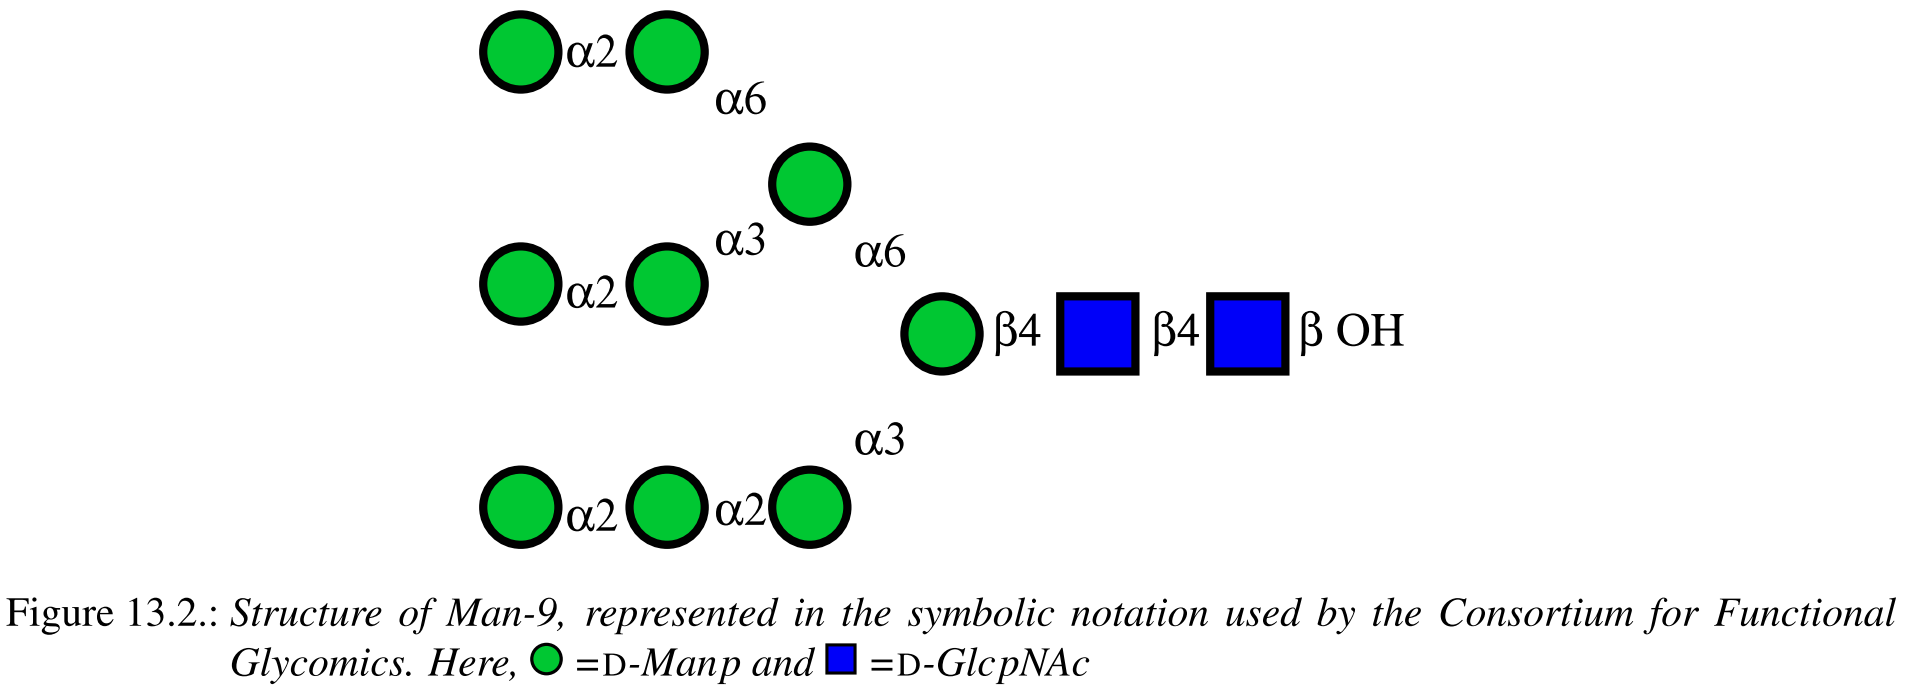 α2
α6
α3
α6
α2
β4 β4 β OH
α3
α2 α2
Figure 13.2.: Structure of Man-9, represented in the symbolic notation used by the Consortium for Functional
Glycomics. Here, =D-Manp and =D-GlcpNAc